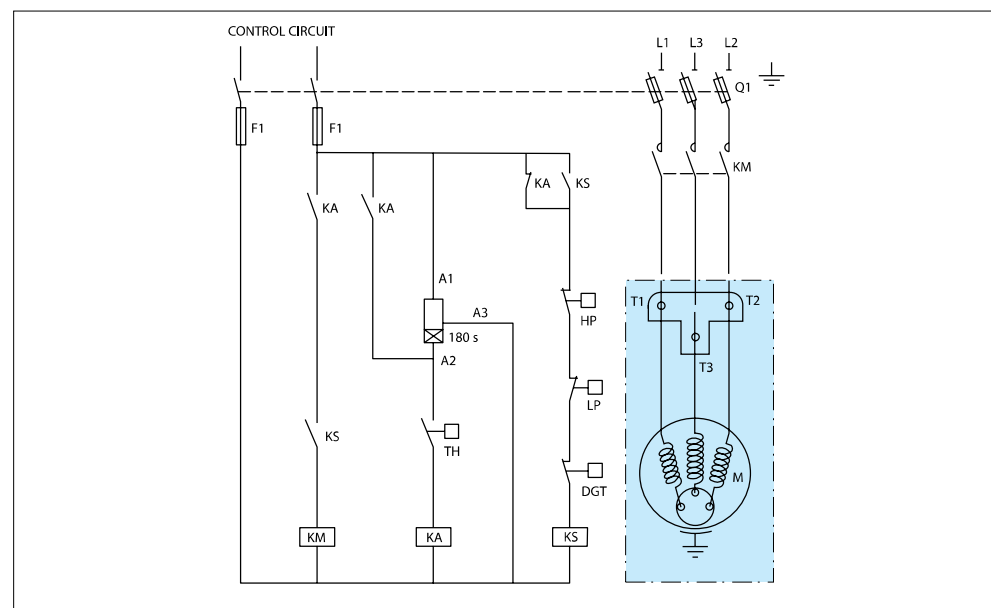 CONTROL CIRCUIT
L1 L3 L2
Q1
F1 F1
KM
KA KS
KA KA
A1
A3
180 s
A2
HP
T1 T2
T3
LP
KS
TH
DGT
M
KM KA KS